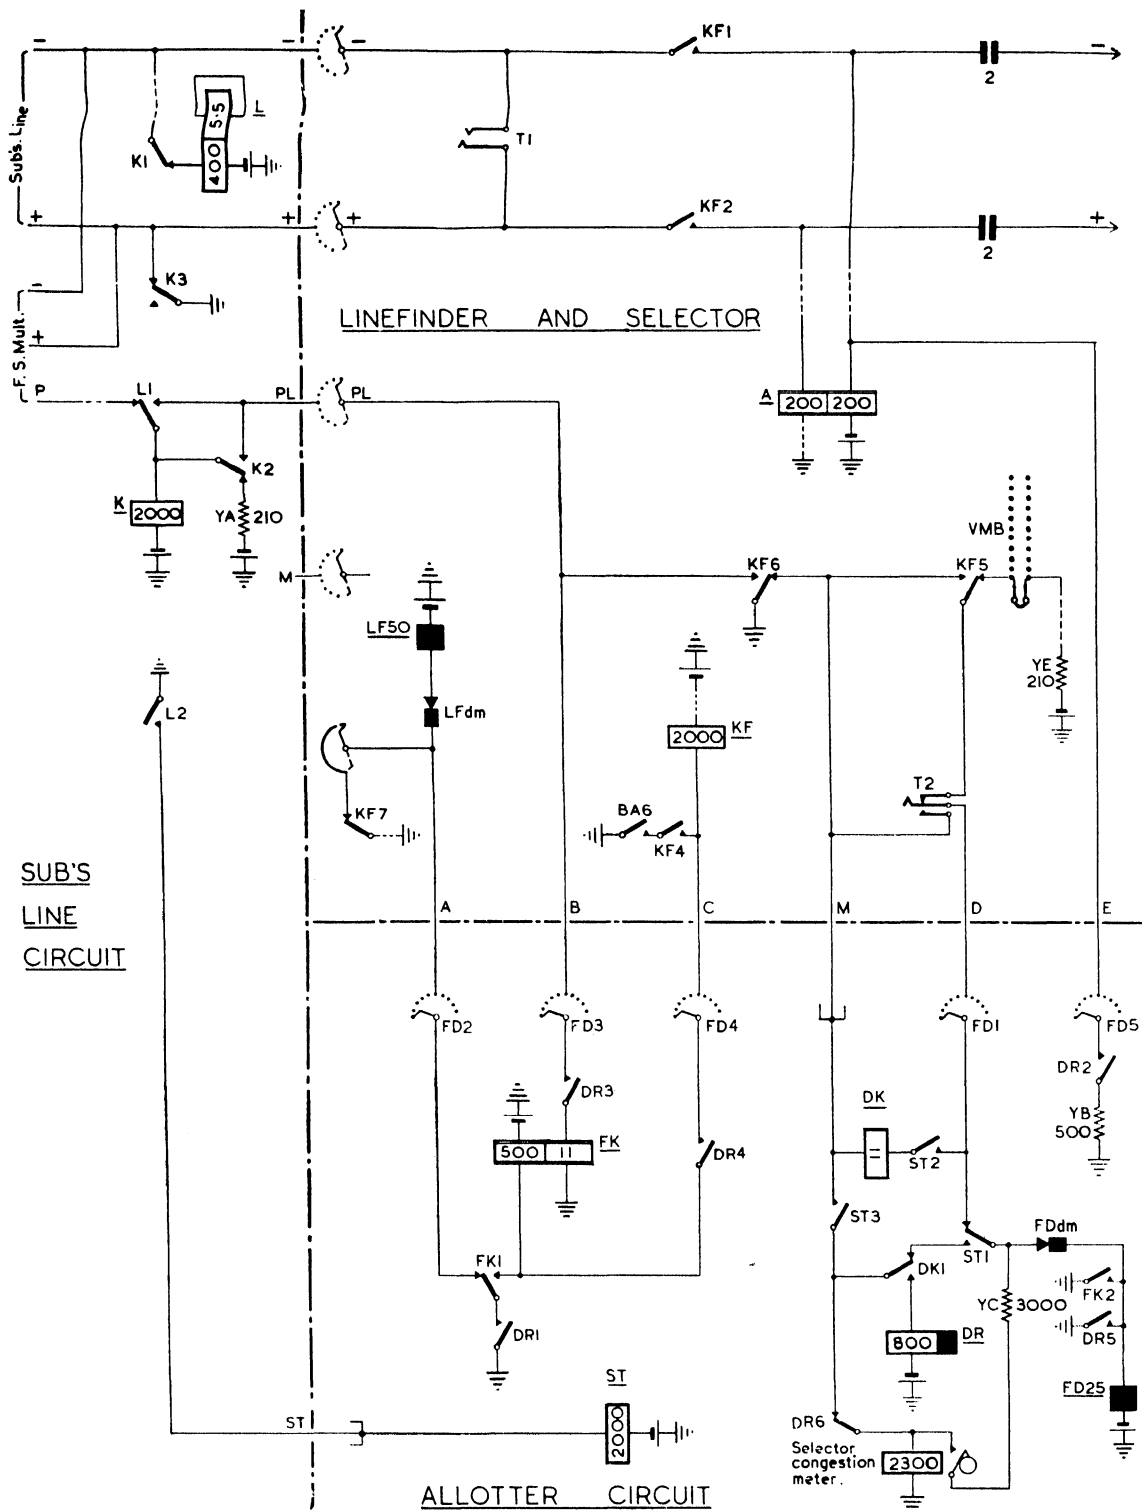 − − − KF1 −
2
L
5·5
400
T1
Sub's. Line
K1
+ + + KF2 +
2
K3
−
LINEFINDER AND SELECTOR
+
F. S. Mult.
P L1 PL PL
A 200 200
K2
K 2000 YA 210
VMB
M KF6 KF5
LF50
YE 210
LFdm
KF 2000
L2
T2
KF7 BA6 KF4
SUB'S
LINE
CIRCUIT
A B C M D E
FD2 FD3 FD4 FD1 FD5
DR2
DR3
DK
YB 500
500 11 FK
DR4
=
ST2
ST3
FDdm
FK1
DK1
ST1
FK2
YC 3000
DR1
800 DR
DR5
ST
FD25
2000
ST
DR6
Selector
congestion
meter.
2300
ALLOTTER CIRCUIT